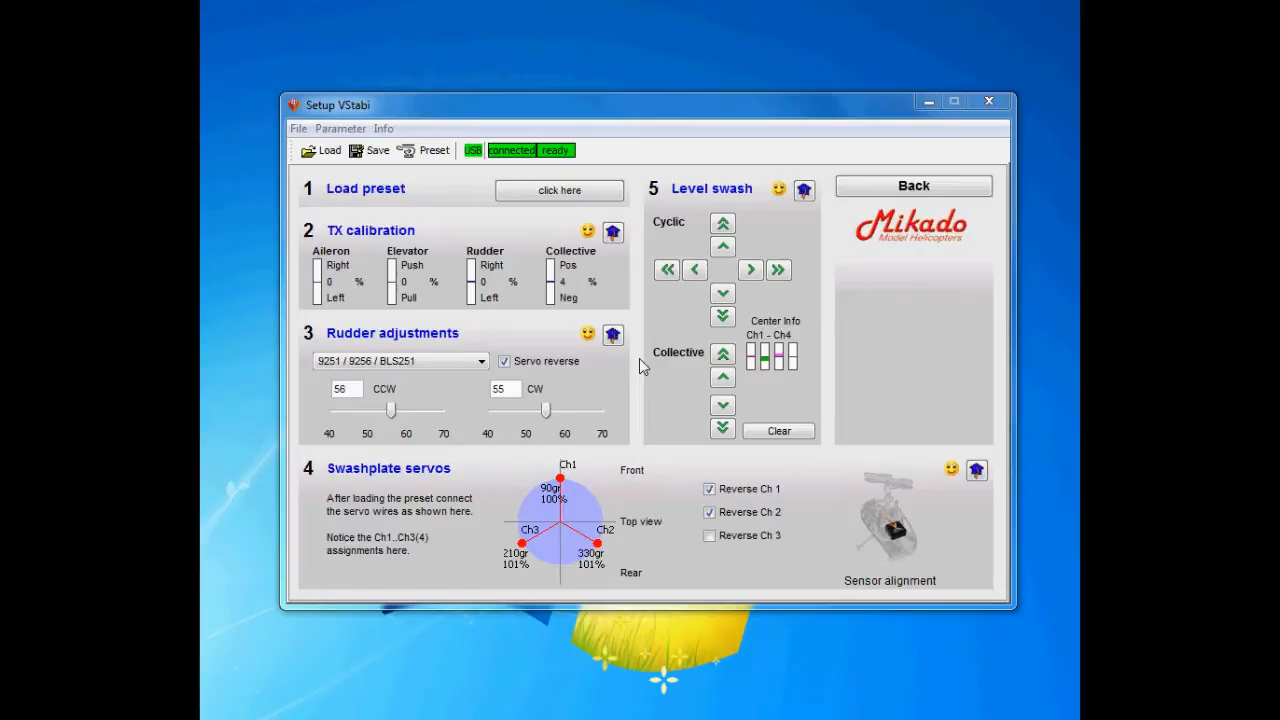 Setup VStabi
File Parameter Info
Load Save Preset USB connected ready
1 Load preset click here
2 TX calibration
Aileron Elevator Rudder Collective
Right Push Right Pos
0 % 0 % 0 % 4 %
Left Pull Left Neg
3 Rudder adjustments
9251 / 9256 / BLS251 Servo reverse
56 CCW 55 CW
40 50 60 70 40 50 60 70
5 Level swash
Cyclic
Center Info
Ch1 - Ch4
Collective
Clear
Back
Mikado
Model Helicopters
4 Swashplate servos
After loading the preset connect
the servo wires as shown here.
Notice the Ch1..Ch3(4)
assignments here.
Ch1
90gr
100%
Ch3 Ch2
210gr 330gr
101% 101%
Front
Top view
Rear
Reverse Ch 1
Reverse Ch 2
Reverse Ch 3
Sensor alignment